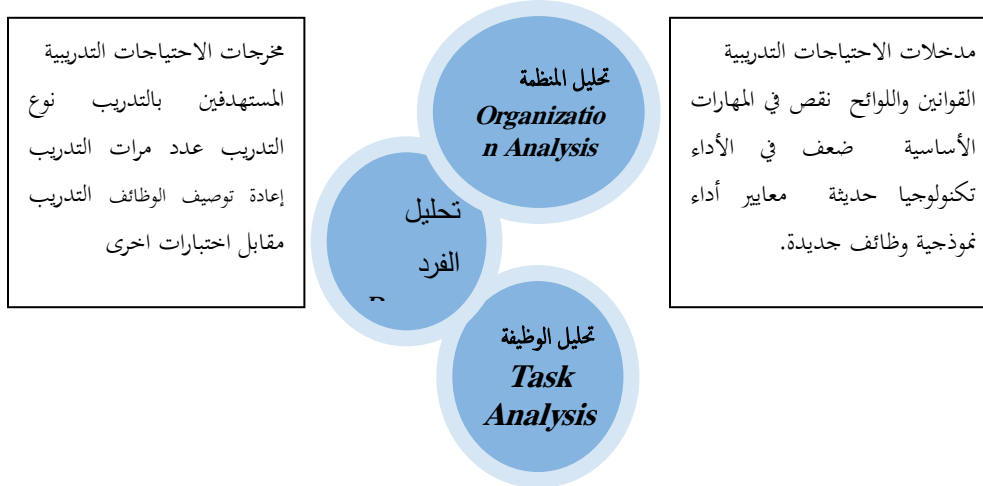 مدخلات الاحتياجات التدريبية
القوانين واللوائح نقص في المهارات
الأساسية ضعف في الأداء
تكنولوجيا حديثة معايير أداء
نموذجية وظائف جديدة.
تحليل المنظمة
Organizatio
n Analysis
تحليل
الفرد
تحليل الوظيفة
Task
Analysis
مخرجات الاحتياجات التدريبية
المستهدفين بالتدريب نوع
التدريب عدد مرات التدريب
إعادة توصيف الوظائف التدريب
مقابل اختبارات اخرى